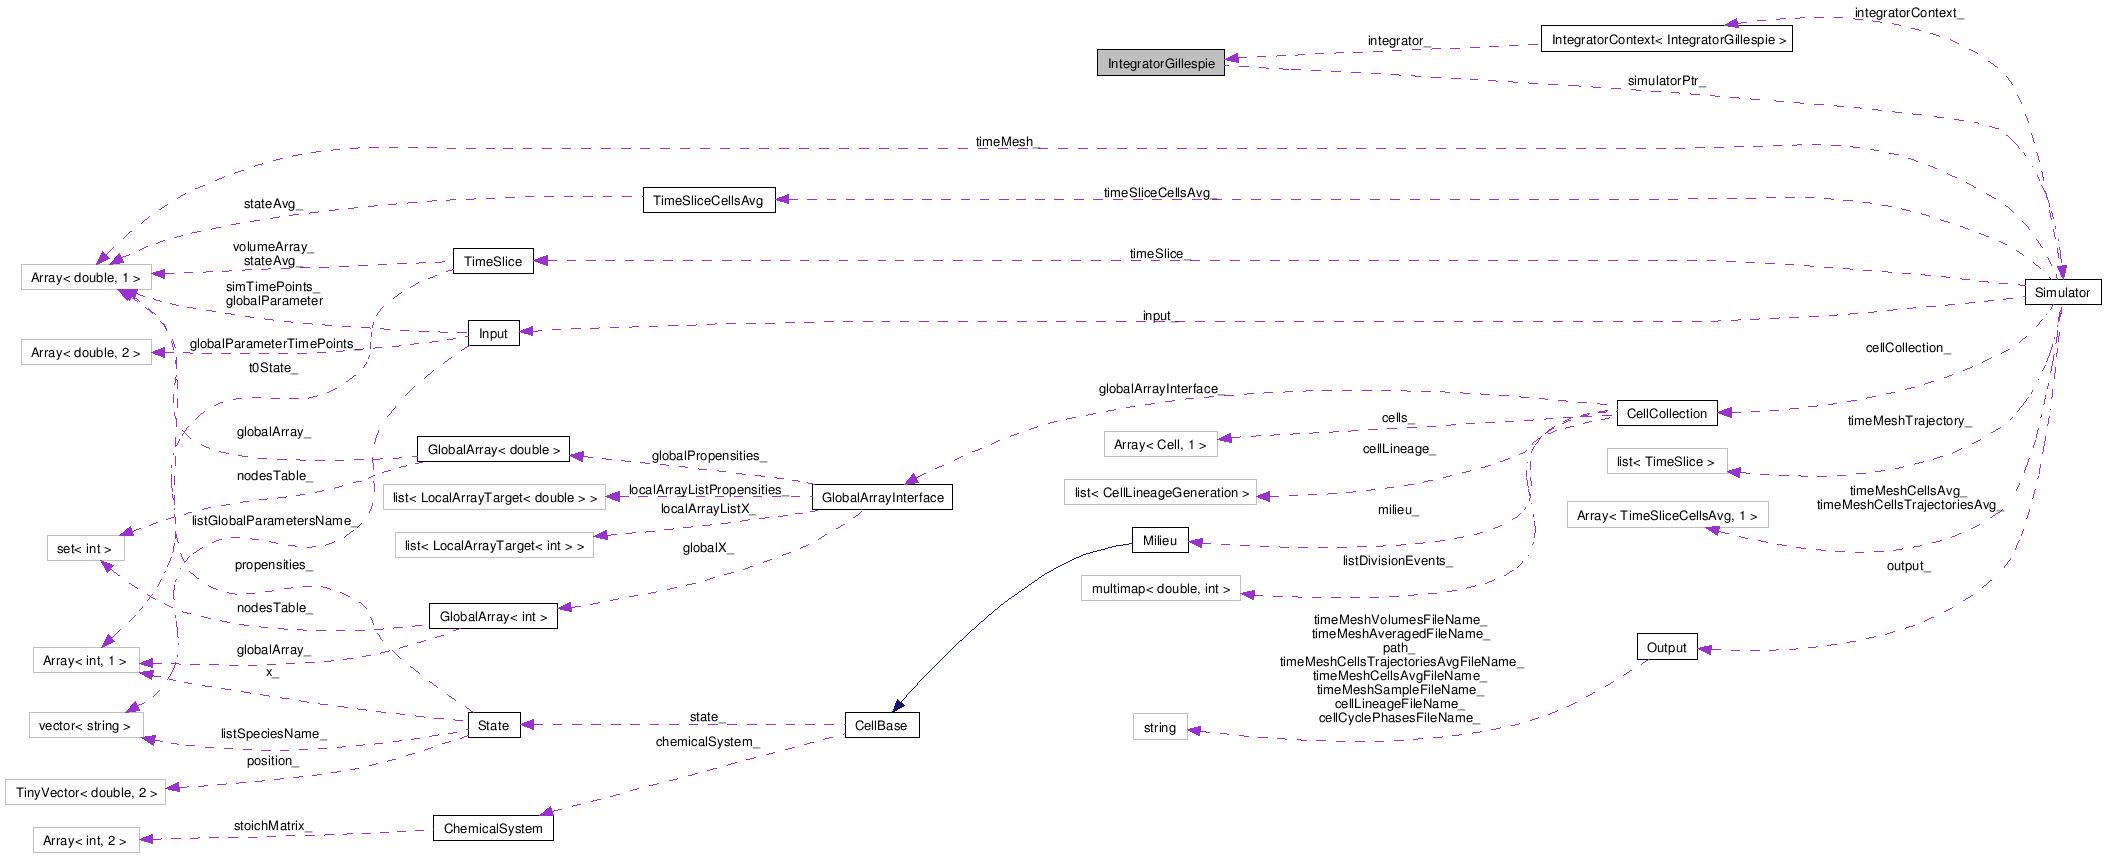 integratorContext_
IntegratorContext< IntegratorGillespie >
integrator_
IntegratorGillespie
simulatorPtr_
timeMesh_
timeSliceCellsAvg_
TimeSliceCellsAvg
stateAvg_
volumeArray_
stateAvg_
TimeSlice
timeSlice_
Array< double, 1 >
simTimePoints_
globalParameter
Simulator
input_
Input
globalParameterTimePoints_
Array< double, 2 >
t0State_
cellCollection_
globalArrayInterface_
CellCollection
cells_
timeMeshTrajectory_
globalArray_
Array< Cell, 1 >
GlobalArray< double >
cellLineage_
globalPropensities_
list< TimeSlice >
nodesTable_
list< LocalArrayTarget< double > >
localArrayListPropensities_
GlobalArrayInterface
list< CellLineageGeneration >
timeMeshCellsAvg_
timeMeshCellsTrajectoriesAvg_
localArrayListX_
milieu_
Array< TimeSliceCellsAvg, 1 >
listGlobalParametersName_
set< int >
list< LocalArrayTarget< int > >
globalX_
Milieu
listDivisionEvents_
output_
propensities_
multimap< double, int >
nodesTable_
GlobalArray< int >
timeMeshVolumesFileName_
timeMeshAveragedFileName_
path_
timeMeshCellsTrajectoriesAvgFileName_
timeMeshCellsAvgFileName_
timeMeshSampleFileName_
cellLineageFileName_
cellCyclePhasesFileName_
Output
globalArray_
Array< int, 1 >
x_
vector< string >
listSpeciesName_
State
state_
CellBase
string
chemicalSystem_
position_
TinyVector< double, 2 >
stoichMatrix_
ChemicalSystem
Array< int, 2 >